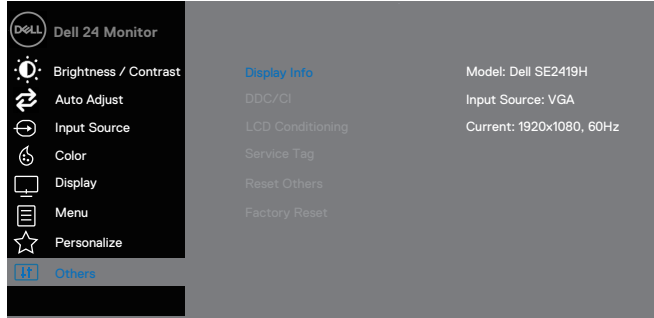 DELL Dell 24 Monitor
Brightness / Contrast Display Info Model: Dell SE2419H
Auto Adjust DDC/CI Input Source: VGA
Input Source LCD Conditioning Current: 1920x1080, 60Hz
Color Service Tag
Display Reset Others
Menu Factory Reset
Personalize
Others